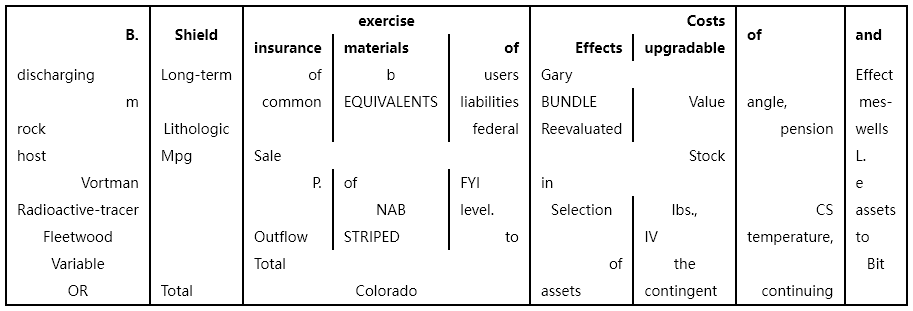 exercise Costs
B. Shield of and
insurance materials of Effects upgradable
discharging Long-term of b users Gary Effect
m common EQUIVALENTS liabilities BUNDLE Value angle, mes-
rock Lithologic federal Reevaluated pension wells
host Mpg Sale Stock L.
Vortman P. of FYI in e
Radioactive-tracer NAB level. Selection lbs., CS assets
Fleetwood Outflow STRIPED to IV temperature, to
Variable Total of the Bit
OR Total Colorado assets contingent continuing